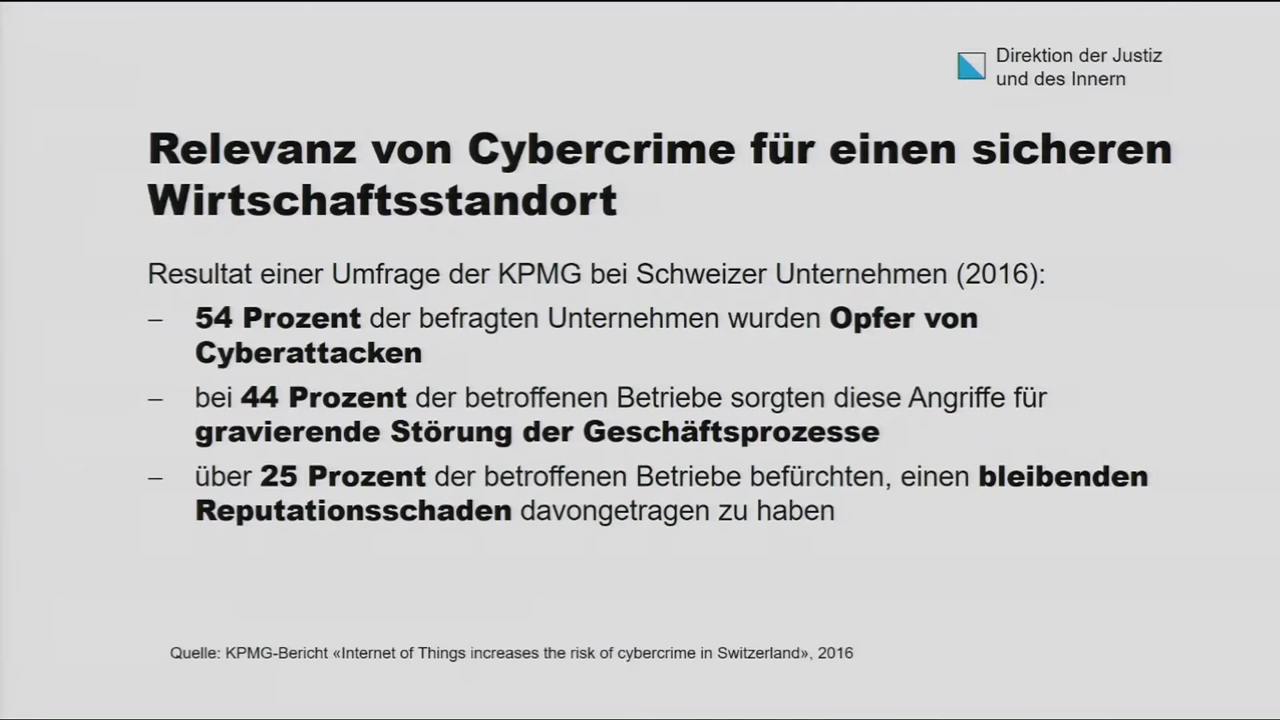 Direktion der Justiz
und des Innern
Relevanz von Cybercrime für einen sicheren
Wirtschaftsstandort
Resultat einer Umfrage der KPMG bei Schweizer Unternehmen (2016):
– 54 Prozent der befragten Unternehmen wurden Opfer von
Cyberattacken
– bei 44 Prozent der betroffenen Betriebe sorgten diese Angriffe für
gravierende Störung der Geschäftsprozesse
– über 25 Prozent der betroffenen Betriebe befürchten, einen bleibenden
Reputationsschaden davongetragen zu haben
Quelle: KPMG-Bericht «Internet of Things increases the risk of cybercrime in Switzerland», 2016